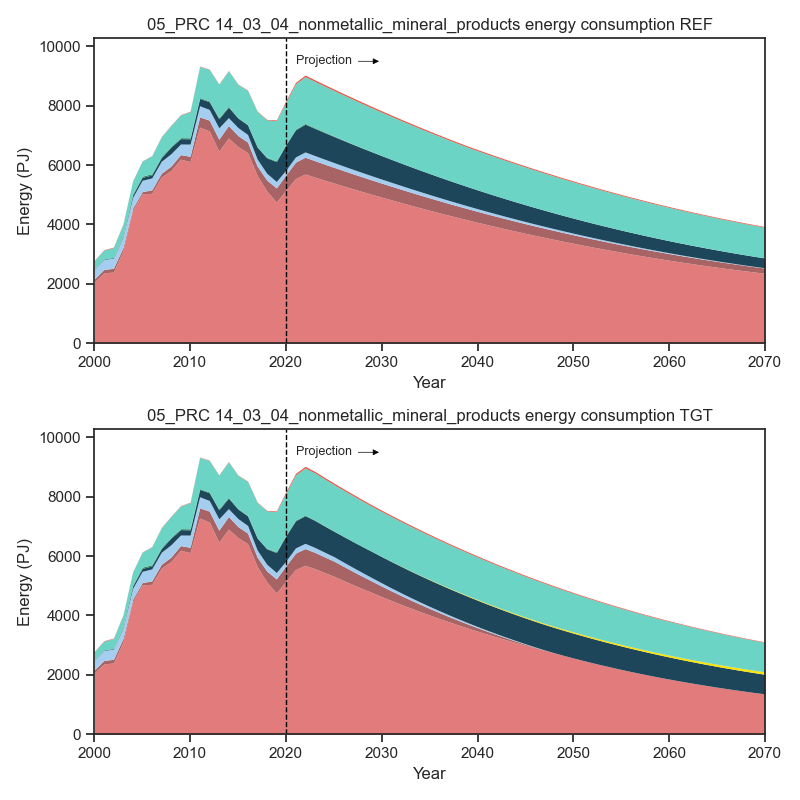 05_PRC 14_03_04_nonmetallic_mineral_products energy consumption REF
Energy (PJ)
10000
8000
6000
4000
2000
0
Projection
2000 2010 2020 2030 2040 2050 2060 2070
Year
05_PRC 14_03_04_nonmetallic_mineral_products energy consumption TGT
Energy (PJ)
10000
8000
6000
4000
2000
0
Projection
2000 2010 2020 2030 2040 2050 2060 2070
Year